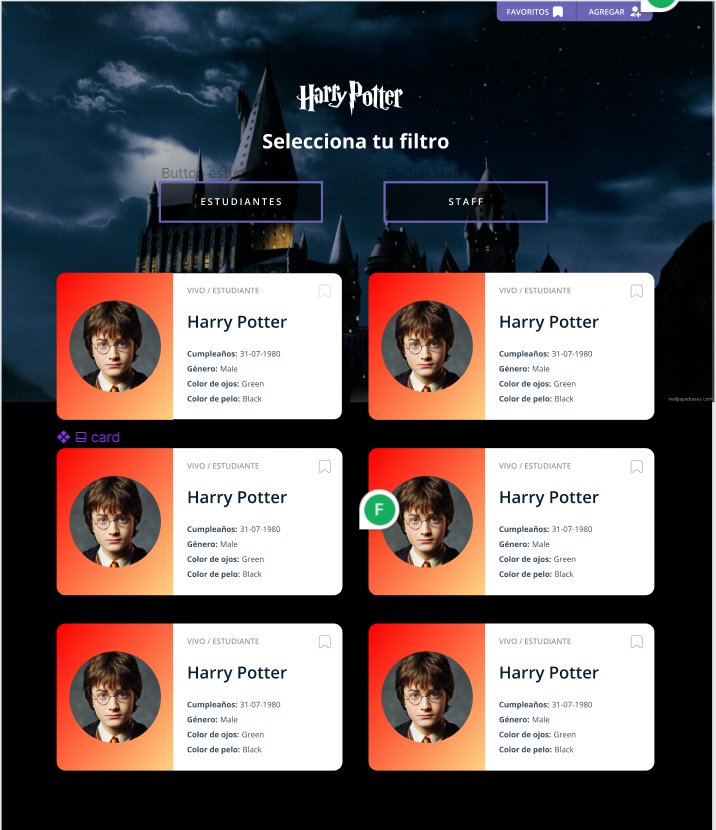 FAVORITOS
AGREGAR
Harry Potter
Selecciona tu filtro
Button
Button
ESTUDIANTES
STAFF
VIVO / ESTUDIANTE
Harry Potter
Cumpleaños: 31-07-1980
Género: Male
Color de ojos: Green
Color de pelo: Black
VIVO / ESTUDIANTE
Harry Potter
Cumpleaños: 31-07-1980
Género: Male
Color de ojos: Green
Color de pelo: Black
wallpaperbases.com
card
VIVO / ESTUDIANTE
Harry Potter
Cumpleaños: 31-07-1980
Género: Male
Color de ojos: Green
Color de pelo: Black
F
VIVO / ESTUDIANTE
Harry Potter
Cumpleaños: 31-07-1980
Género: Male
Color de ojos: Green
Color de pelo: Black
VIVO / ESTUDIANTE
Harry Potter
Cumpleaños: 31-07-1980
Género: Male
Color de ojos: Green
Color de pelo: Black
VIVO / ESTUDIANTE
Harry Potter
Cumpleaños: 31-07-1980
Género: Male
Color de ojos: Green
Color de pelo: Black